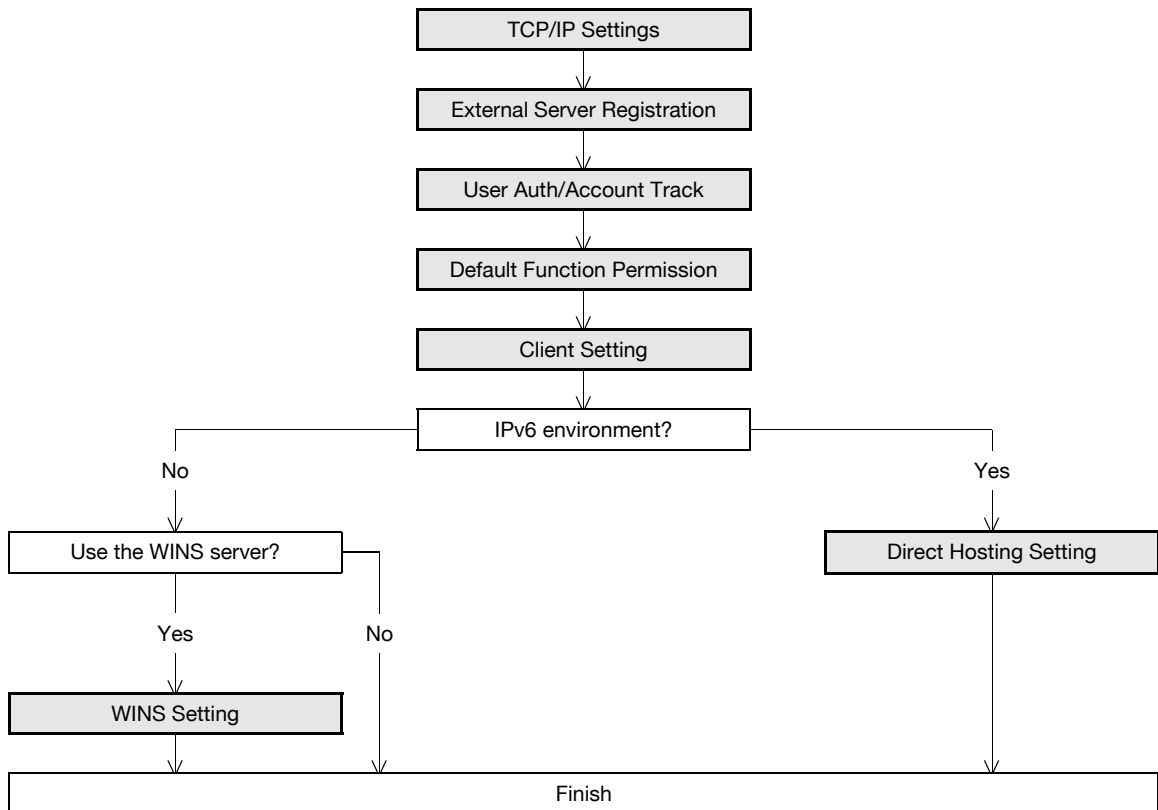 TCP/IP Settings
External Server Registration
User Auth/Account Track
Default Function Permission
Client Setting
IPv6 environment?
No
Yes
Use the WINS server?
Direct Hosting Setting
Yes
No
WINS Setting
Finish